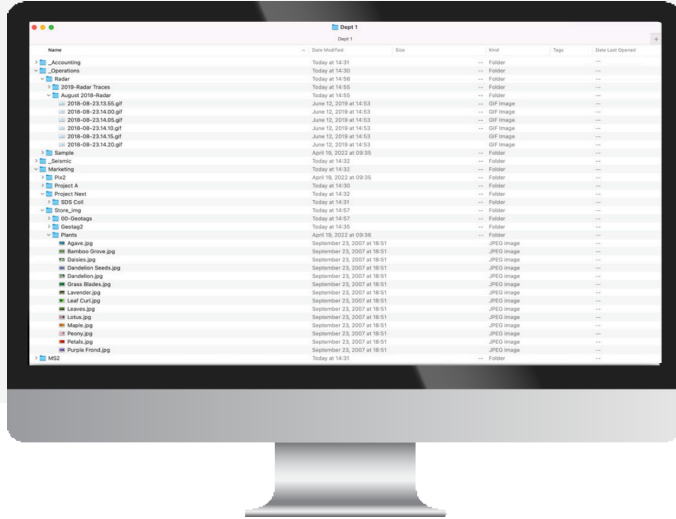 Dept 1
Dept 1 +
Name Date Modified Size Kind Tags Date Last Opened
_Accounting Today at 14:31 -- Folder --
_Operations Today at 14:30 -- Folder --
Radar Today at 14:56 -- Folder --
2019-Radar Traces Today at 14:55 -- Folder --
August 2018-Radar Today at 14:55 -- Folder --
2018-08-23.13.55.gif June 12, 2019 at 14:53 -- GIF Image --
2018-08-23.14.00.gif June 12, 2019 at 14:53 -- GIF Image --
2018-08-23.14.05.gif June 12, 2019 at 14:53 -- GIF Image --
2018-08-23.14.10.gif June 12, 2019 at 14:53 -- GIF Image --
2018-08-23.14.15.gif June 12, 2019 at 14:53 GIF Image --
2018-08-23.14.20.gif June 12, 2019 at 14:53 GIF Image --
Sample April 19, 2022 at 09:35 -- Folder --
_Seismic Today at 14:32 -- Folder --
Marketing Today at 14:32 -- Folder --
Pix2 April 19, 2022 at 09:35 -- Folder --
Project A Today at 14:30 -- Folder --
Project Next Today at 14:32 -- Folder --
SDS Coll Today at 14:31 -- Folder --
Store_img Today at 14:57 -- Folder --
00-Geotags Today at 14:57 -- Folder --
Geotag2 Today at 14:35 -- Folder --
Plants April 19, 2022 at 09:36 -- Folder --
Agave.jpg September 23, 2007 at 18:51 JPEG image --
Bamboo Grove.jpg September 23, 2007 at 18:51 JPEG image --
Daisies.jpg September 23, 2007 at 18:51 JPEG image --
Dandelion Seeds.jpg September 23, 2007 at 18:51 JPEG image --
Dandelion.jpg September 23, 2007 at 18:51 JPEG image --
Grass Blades.jpg September 23, 2007 at 18:51 JPEG image --
Lavender.jpg September 23, 2007 at 18:51 JPEG image --
Leaf Curl.jpg September 23, 2007 at 18:51 JPEG image --
Leaves.jpg September 23, 2007 at 18:51 JPEG image --
Lotus.jpg September 23, 2007 at 18:51 JPEG image --
Maple.jpg September 23, 2007 at 18:51 JPEG image --
Peony.jpg September 23, 2007 at 18:51 JPEG image --
Petals.jpg September 23, 2007 at 18:51 JPEG image --
Purple Frond.jpg September 23, 2007 at 18:51 JPEG image --
MS2 Today at 14:31 -- Folder --